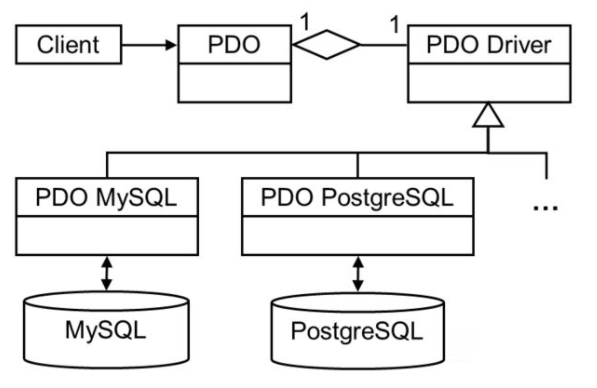 Client
PDO
1
1
PDO Driver
PDO MySQL
PDO PostgreSQL
...
MySQL
PostgreSQL